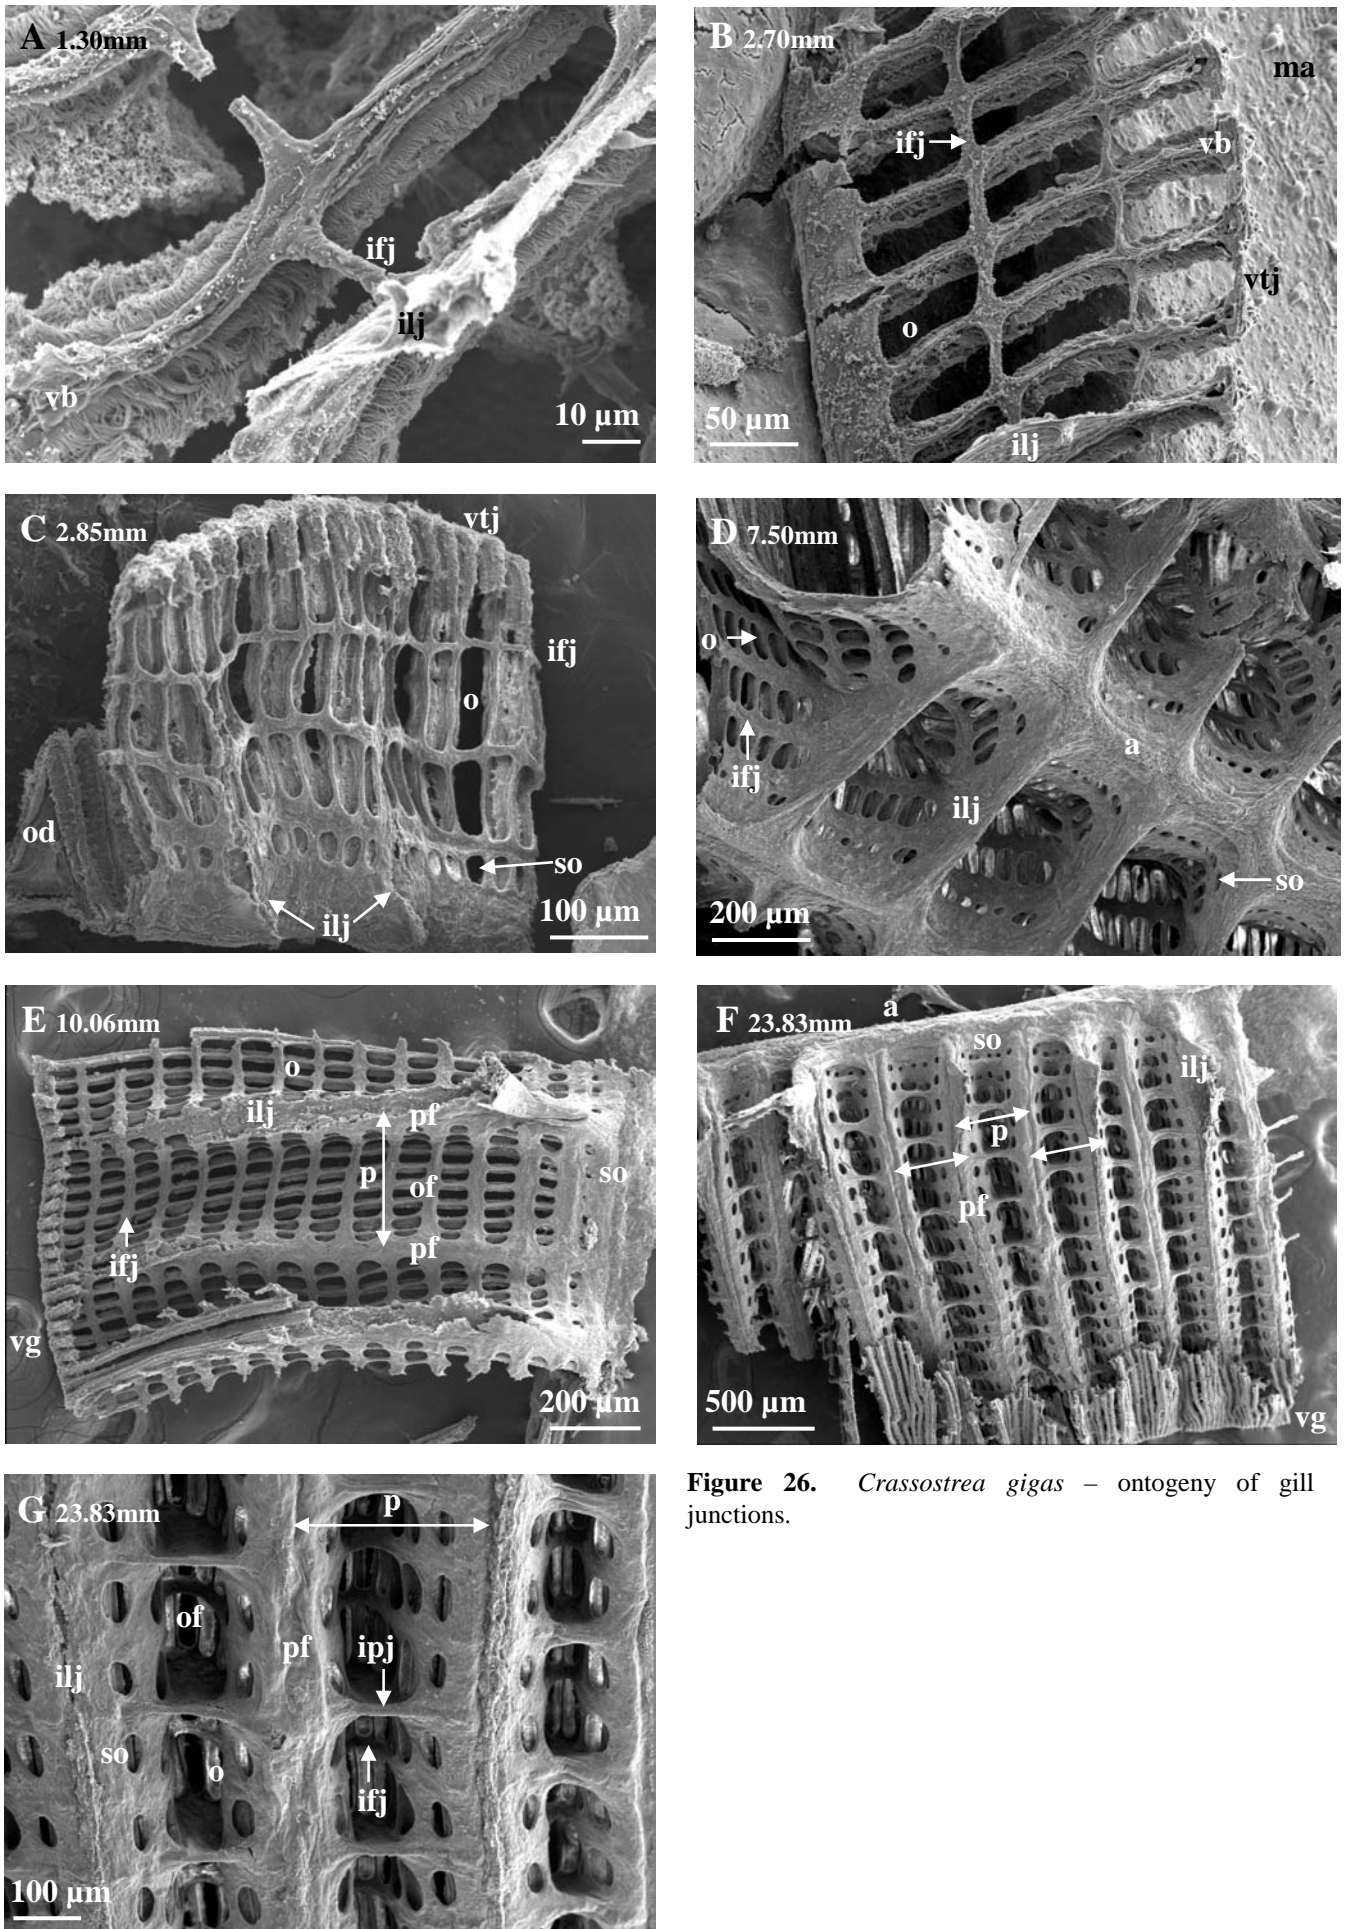 A 1.30mm
ifj
ilj
vb
10 µm
B 2.70mm
ma
ifj
vb
vtj
o
50 µm
ilj
C 2.85mm
vtj
ifj
o
od
so
ilj
100 µm
D 7.50mm
o
ifj
a
ilj
so
200 µm
E 10.06mm
o
ilj
pf
p
of
so
pf
ifj
vg
200 µm
a
F 23.83mm
so
ilj
p
pf
500 µm
vg
G 23.83mm
p
of
pf
ipj
ilj
so
o
ifj
100 µm
Figure 26. Crassostrea gigas – ontogeny of gill
junctions.